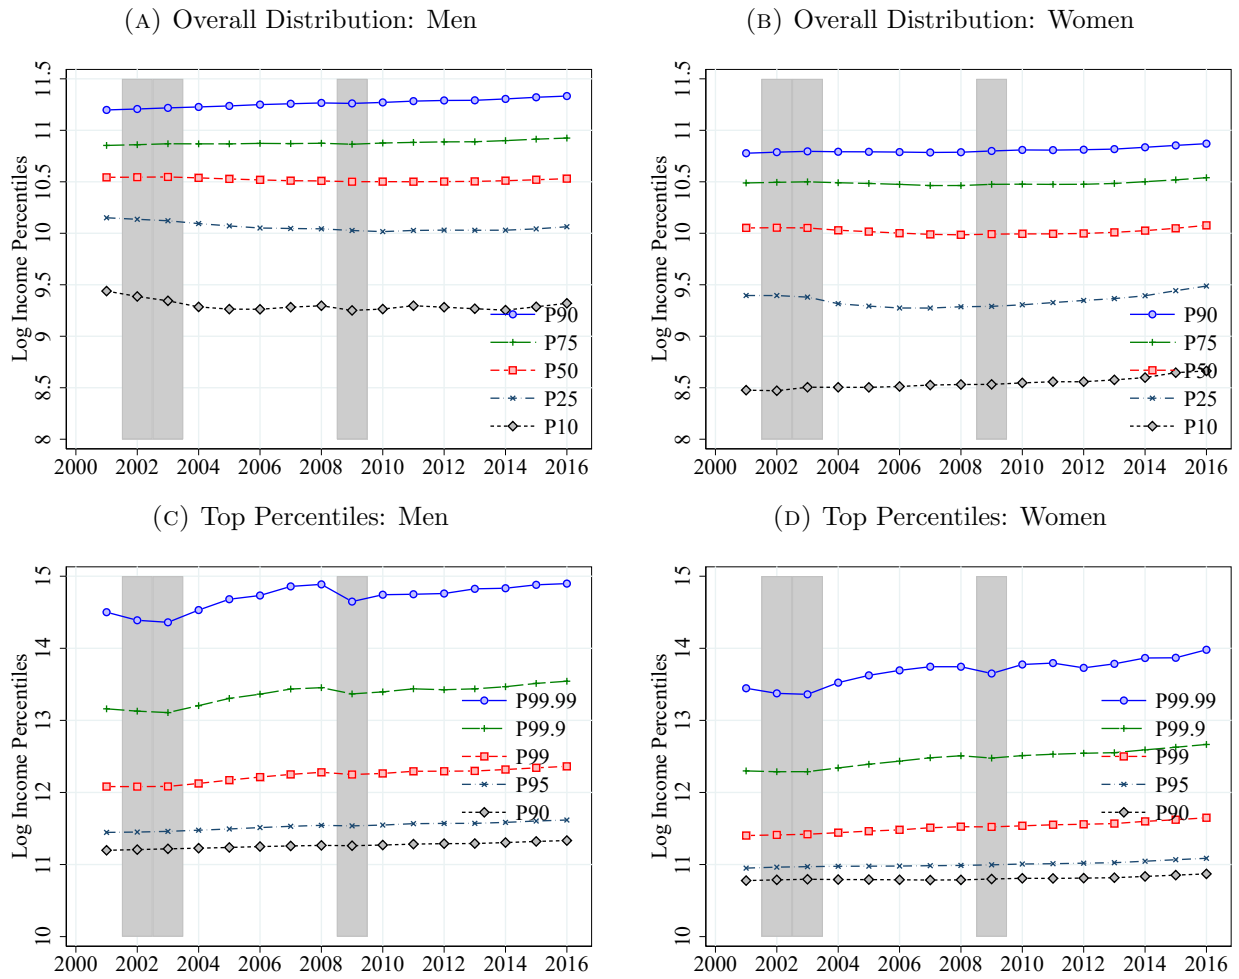 (A) Overall Distribution: Men
Log Income Percentiles
11.5
11
10.5
10
9.5
9
8.5
8
P90
P75
P50
P25
P10
2000 2002 2004 2006 2008 2010 2012 2014 2016
(B) Overall Distribution: Women
Log Income Percentiles
11.5
11
10.5
10
9.5
9
8.5
8
P90
P75
P50
P25
P10
2000 2002 2004 2006 2008 2010 2012 2014 2016
(C) Top Percentiles: Men
Log Income Percentiles
15
14
13
12
11
10
P99.99
P99.9
P99
P95
P90
2000 2002 2004 2006 2008 2010 2012 2014 2016
(D) Top Percentiles: Women
Log Income Percentiles
15
14
13
12
11
10
P99.99
P99.9
P99
P95
P90
2000 2002 2004 2006 2008 2010 2012 2014 2016